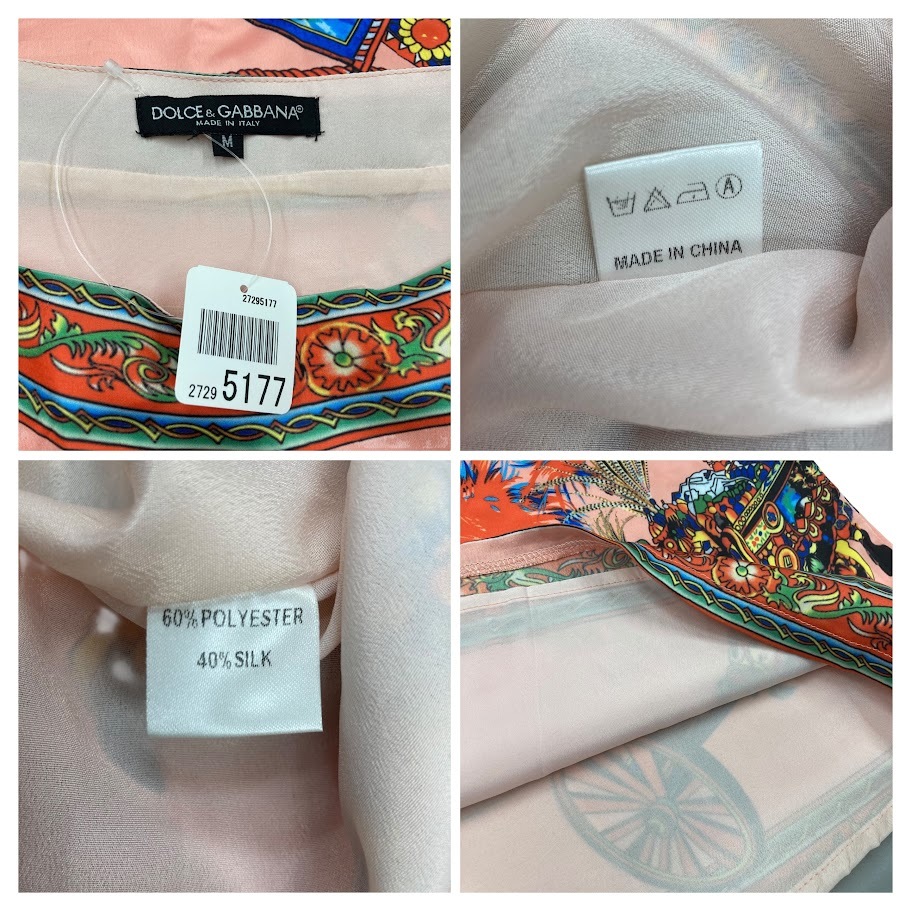 DOLCE & GABBANA®
MADE IN ITALY
M
27295177
2729 5177
A
MADE IN CHINA
60% POLYESTER
40% SILK